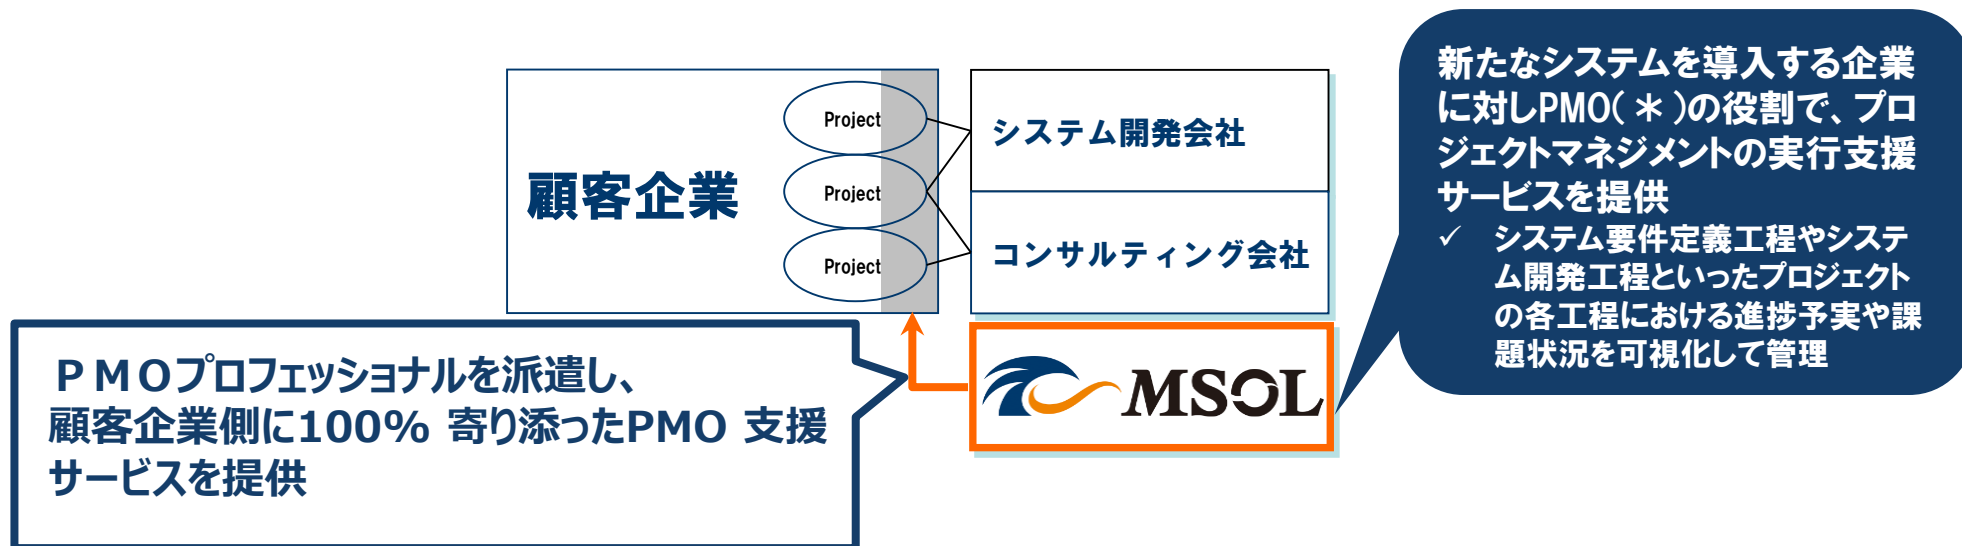 顧客企業
Project
Project
Project
システム開発会社
コンサルティング会社
MSOL
新たなシステムを導入する企業
に対しPMO(＊)の役割で、プロ
ジェクトマネジメントの実行支援
サービスを提供
✓ システム要件定義工程やシステ
ム開発工程といったプロジェクト
の各工程における進捗予実や課
題状況を可視化して管理
ＰＭＯプロフェッショナルを派遣し、
顧客企業側に100% 寄り添ったPMO 支援
サービスを提供